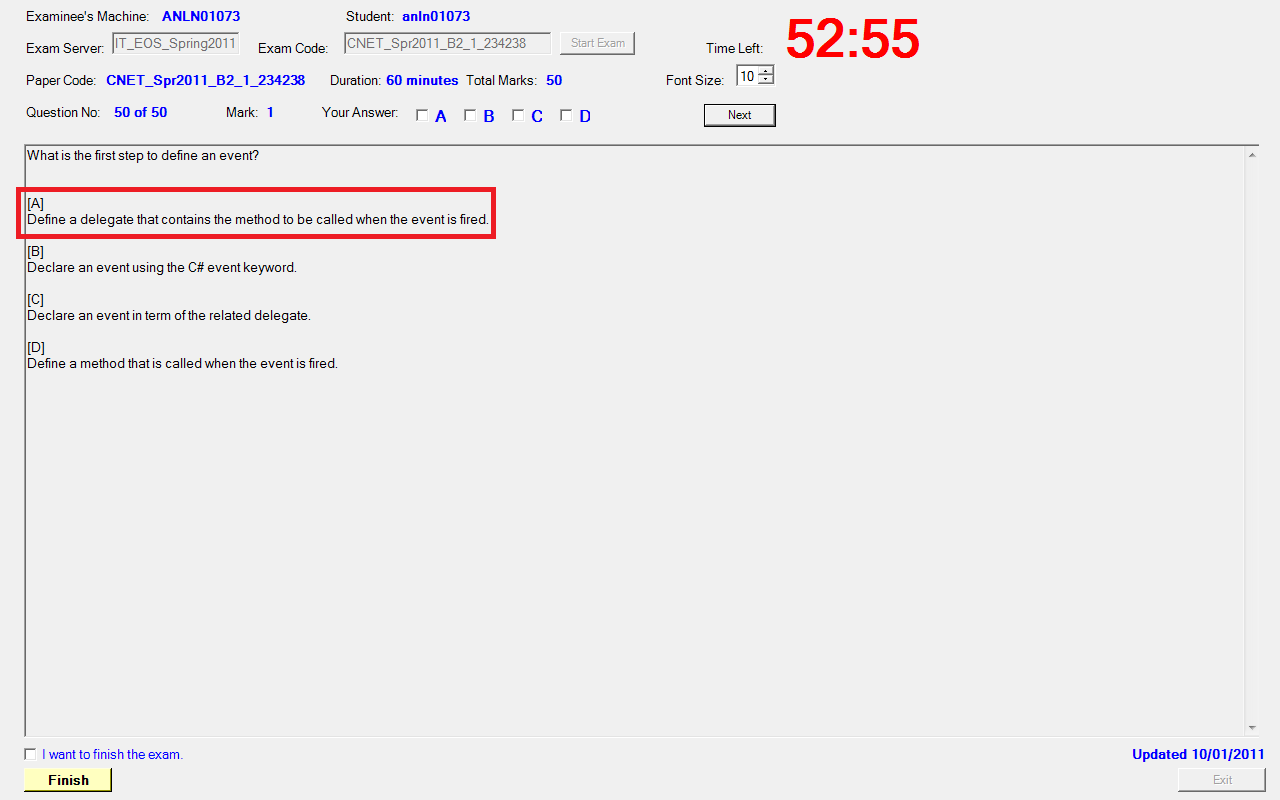 Examinee's Machine: ANLN01073 Student: anln01073
Exam Server: IT_EOS_Spring2011 Exam Code: CNET_Spr2011_B2_1_234238 Start Exam Time Left: 52:55
Paper Code: CNET_Spr2011_B2_1_234238 Duration: 60 minutes Total Marks: 50 Font Size: 10
Question No: 50 of 50 Mark: 1 Your Answer: A B C D Next
What is the first step to define an event?
[A]
Define a delegate that contains the method to be called when the event is fired.
[B]
Declare an event using the C# event keyword.
[C]
Declare an event in term of the related delegate.
[D]
Define a method that is called when the event is fired.
I want to finish the exam. Updated 10/01/2011
Finish Exit